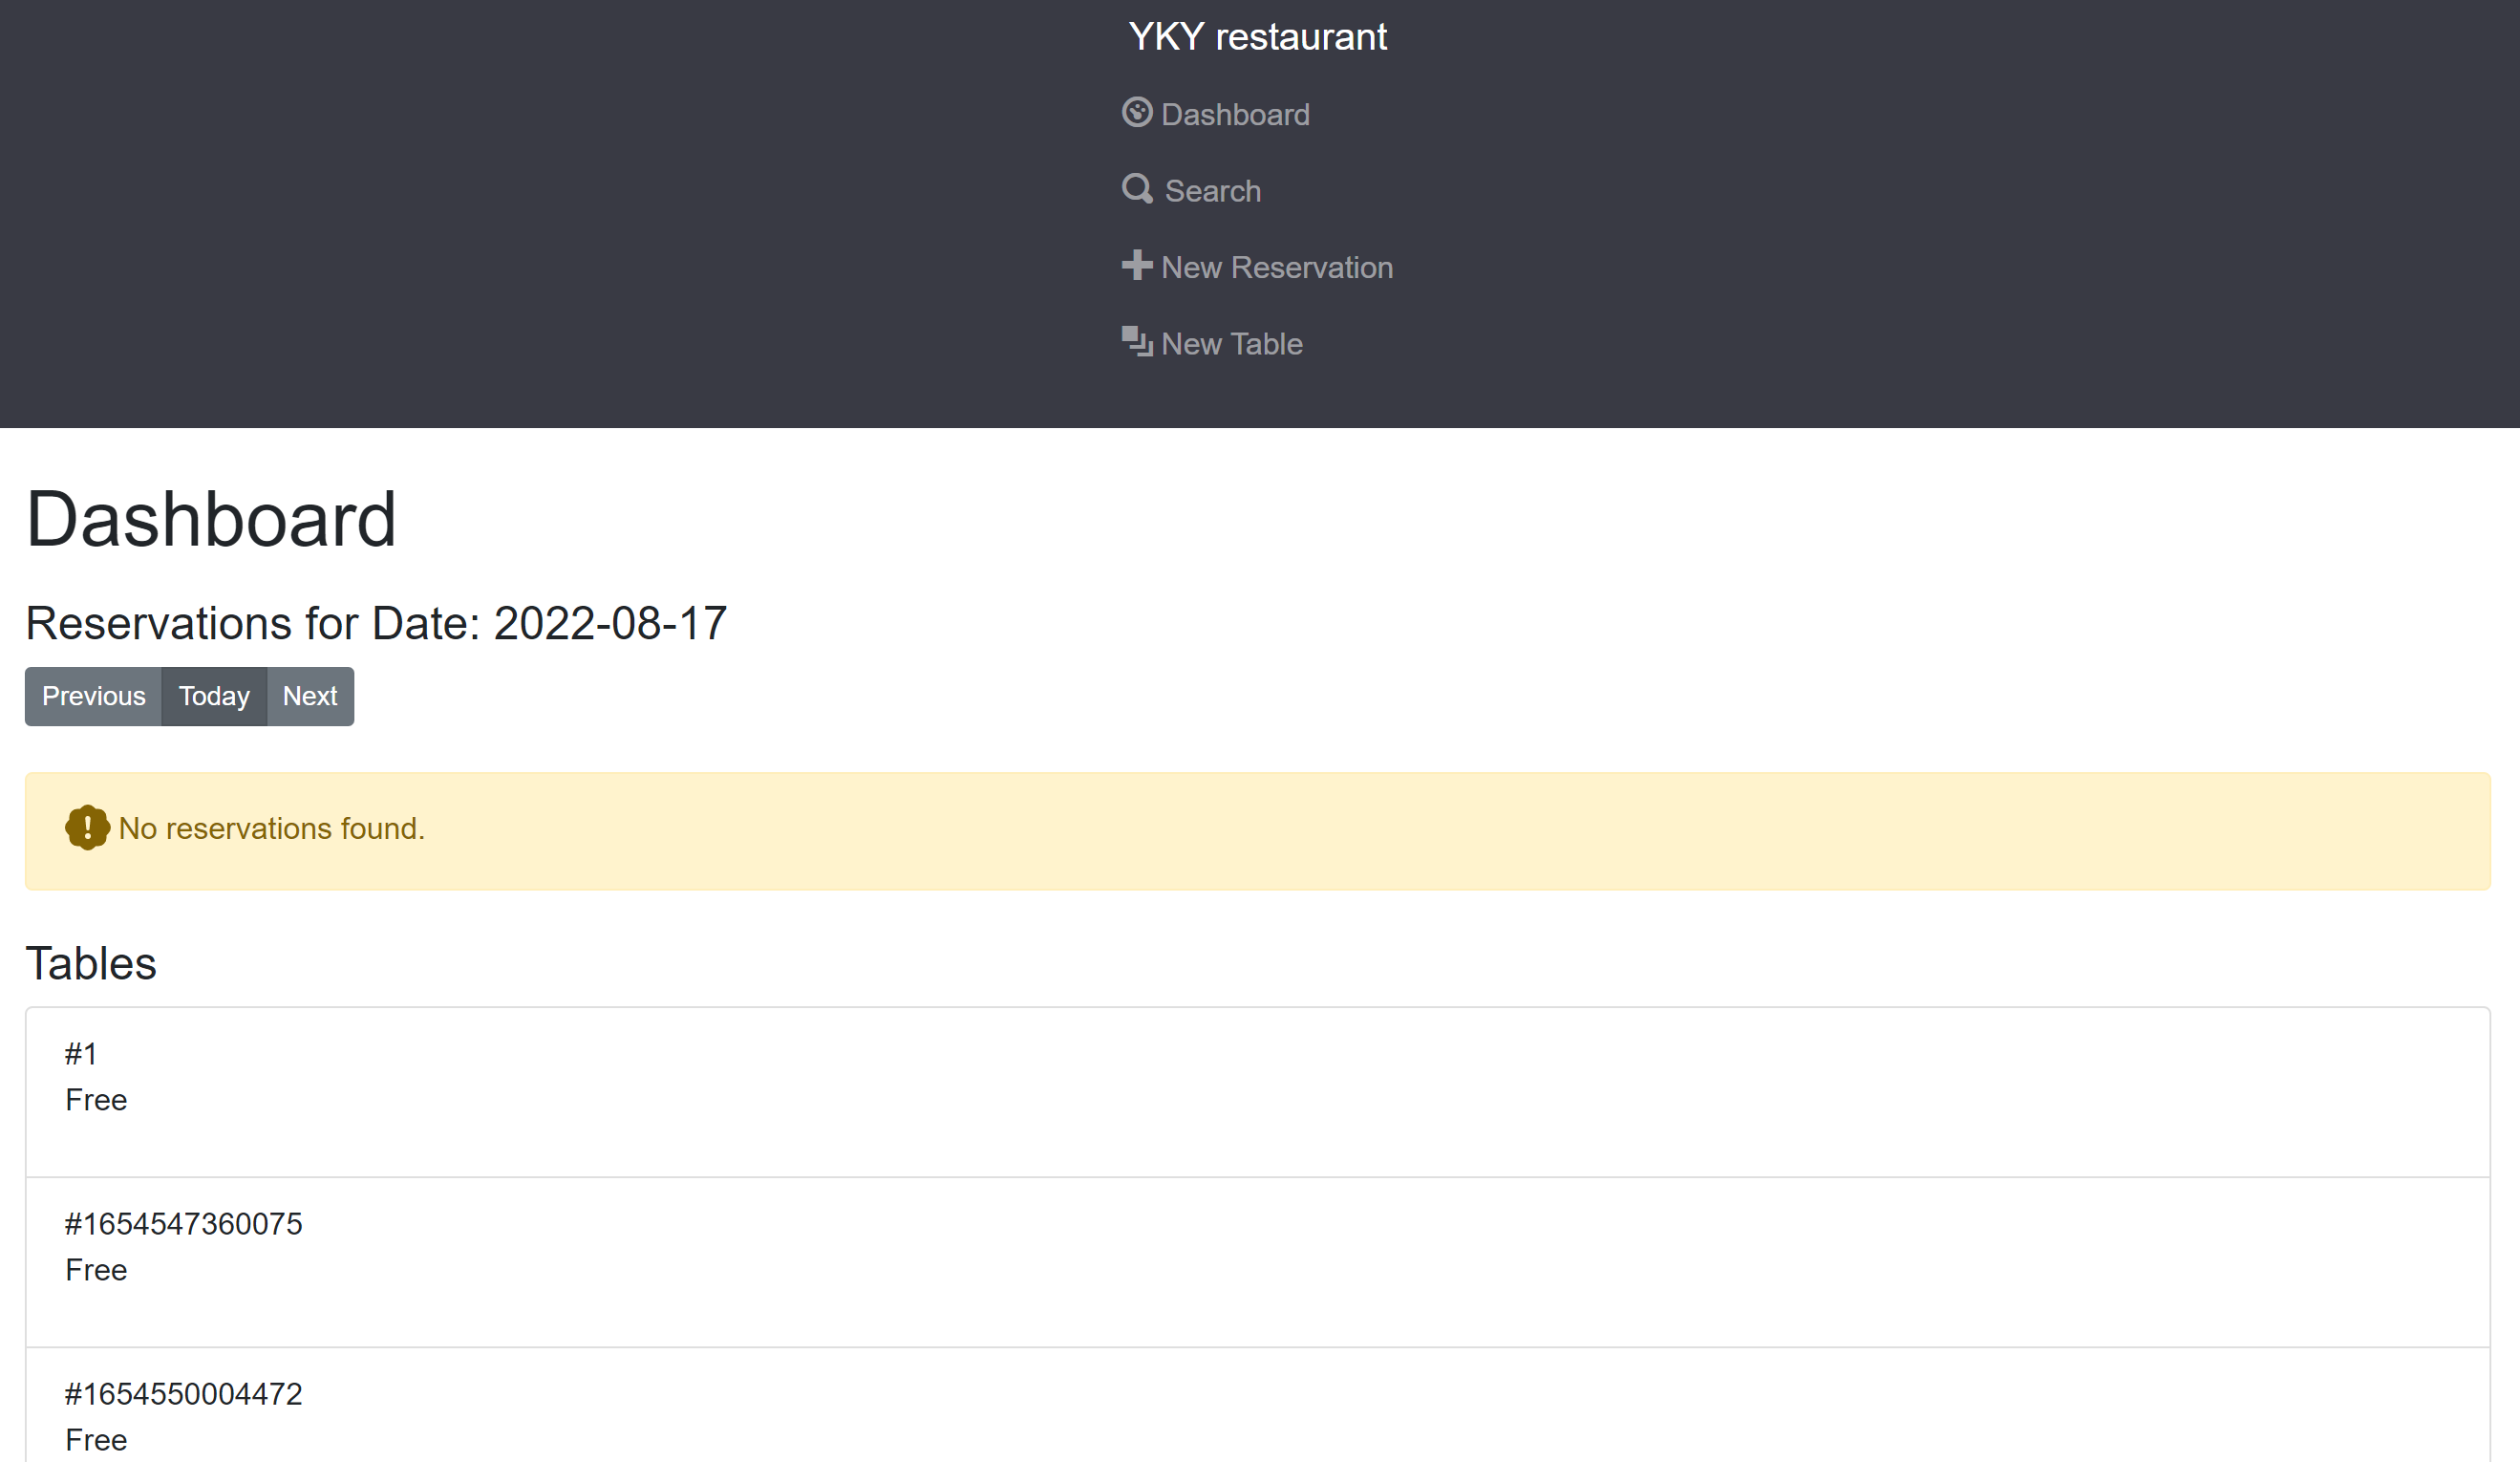 YKY restaurant
Dashboard
Search
New Reservation
New Table
Dashboard
Reservations for Date: 2022-08-17
Previous Today Next
No reservations found.
Tables
#1
Free
#1654547360075
Free
#1654550004472
Free